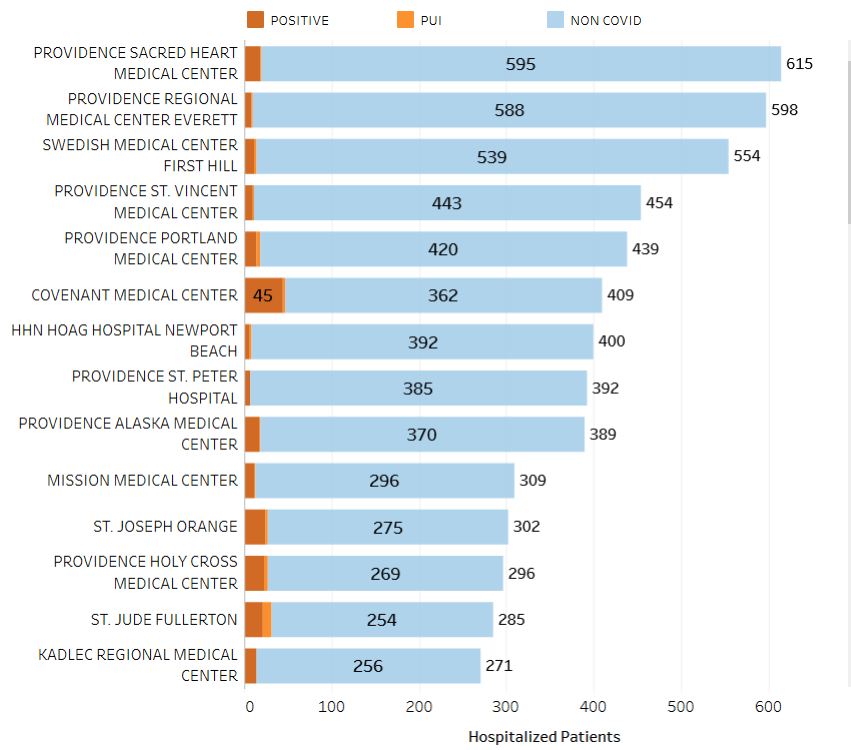 POSITIVE PUI NON COVID
PROVIDENCE SACRED HEART
MEDICAL CENTER
595 615
PROVIDENCE REGIONAL
MEDICAL CENTER EVERETT
588 598
SWEDISH MEDICAL CENTER
FIRST HILL
539 554
PROVIDENCE ST. VINCENT
MEDICAL CENTER
443 454
PROVIDENCE PORTLAND
MEDICAL CENTER
420 439
COVENANT MEDICAL CENTER 45 362 409
HHN HOAG HOSPITAL NEWPORT
BEACH
392 400
PROVIDENCE ST. PETER
HOSPITAL
385 392
PROVIDENCE ALASKA MEDICAL
CENTER
370 389
MISSION MEDICAL CENTER 296 309
ST. JOSEPH ORANGE 275 302
PROVIDENCE HOLY CROSS
MEDICAL CENTER
269 296
ST. JUDE FULLERTON 254 285
KADLEC REGIONAL MEDICAL
CENTER
256 271
0 100 200 300 400 500 600
Hospitalized Patients